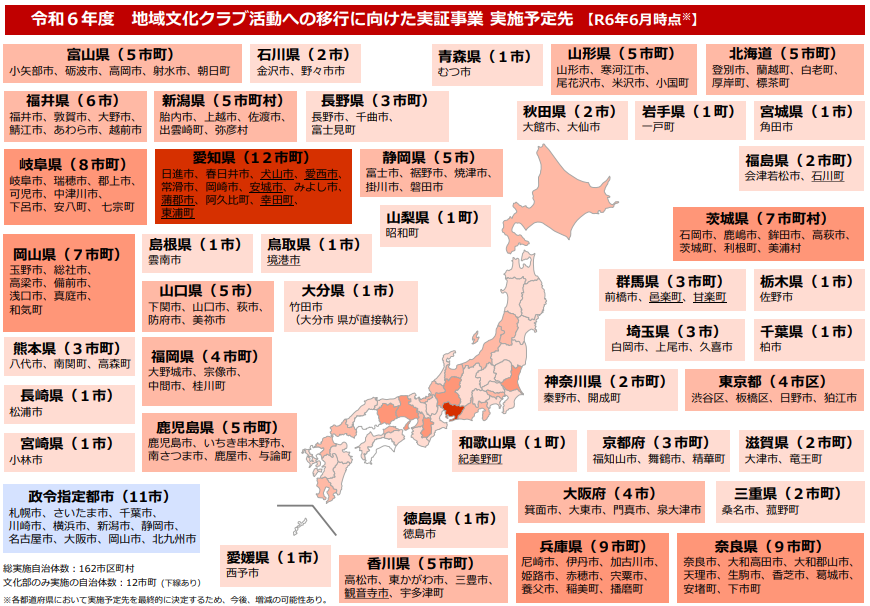 令和６年度　地域文化クラブ活動への移行に向けた実証事業 実施予定先 【R6年6月時点※】
富山県（５市町）
小矢部市、砺波市、高岡市、射水市、朝日町
石川県（２市）
金沢市、野々市市
青森県（１市）
むつ市
山形県（５市町）
山形市、寒河江市、
尾花沢市、米沢市、小国町
北海道（５市町）
登別市、蘭越町、白老町、
厚岸町、標茶町
福井県（６市）
福井市、敦賀市、大野市、
鯖江市、あわら市、越前市
新潟県（５市町村）
胎内市、上越市、佐渡市、
出雲崎町、弥彦村
長野県（３市町）
長野市、千曲市、
富士見町
秋田県（２市）
大館市、大仙市
岩手県（１町）
一戸町
宮城県（１市）
角田市
岐阜県（８市町）
岐阜市、瑞穂市、郡上市、
可児市、中津川市、
下呂市、安八町、七宗町
愛知県（１２市町）
日進市、春日井市、犬山市、愛西市、
常滑市、岡崎市、安城市、みよし市、
蒲郡市、阿久比町、幸田町、
東浦町
静岡県（５市）
富士市、裾野市、焼津市、
掛川市、磐田市
福島県（２市町）
会津若松市、石川町
山梨県（１町）
昭和町
茨城県（７市町村）
石岡市、鹿嶋市、鉾田市、高萩市、
茨城町、利根町、美浦村
岡山県（７市町）
玉野市、総社市、
高梁市、備前市、
浅口市、真庭市、
和気町
島根県（１市）
雲南市
鳥取県（１市）
境港市
山口県（５市）
下関市、山口市、萩市、
防府市、美祢市
大分県（１市）
竹田市
（大分市 県が直接執行）
群馬県（３市町）
前橋市、邑楽町、甘楽町
栃木県（１市）
佐野市
埼玉県（３市）
白岡市、上尾市、久喜市
千葉県（１市）
柏市
熊本県（３市町）
八代市、南関町、高森町
福岡県（４市町）
大野城市、宗像市、
中間市、桂川町
神奈川県（２市町）
秦野市、開成町
東京都（４市区）
渋谷区、板橋区、日野市、狛江市
長崎県（１市）
松浦市
鹿児島県（５市町）
鹿児島市、いちき串木野市、
南さつま市、鹿屋市、与論町
宮崎県（１市）
小林市
和歌山県（１町）
紀美野町
京都府（３市町）
福知山市、舞鶴市、精華町
滋賀県（２市町）
大津市、竜王町
政令指定都市（11市）
札幌市、さいたま市、千葉市、
川崎市、横浜市、新潟市、静岡市、
名古屋市、大阪市、岡山市、北九州市
大阪府（４市）
箕面市、大東市、門真市、泉大津市
三重県（２市町）
桑名市、菰野町
徳島県（１市）
徳島市
愛媛県（１市）
西予市
香川県（５市町）
高松市、東かがわ市、三豊市、
観音寺市、宇多津町
兵庫県（９市町）
尼崎市、伊丹市、加古川市、
姫路市、赤穂市、宍粟市、
養父市、稲美町、播磨町
奈良県（９市町）
奈良市、大和高田市、大和郡山市、
天理市、生駒市、香芝市、葛城市、
安堵町、下市町
総実施自治体数：162市区町村
文化部のみ実施の自治体数：12市町（下線あり）
※各都道府県において実施予定先を最終的に決定するため、今後、増減の可能性あり。